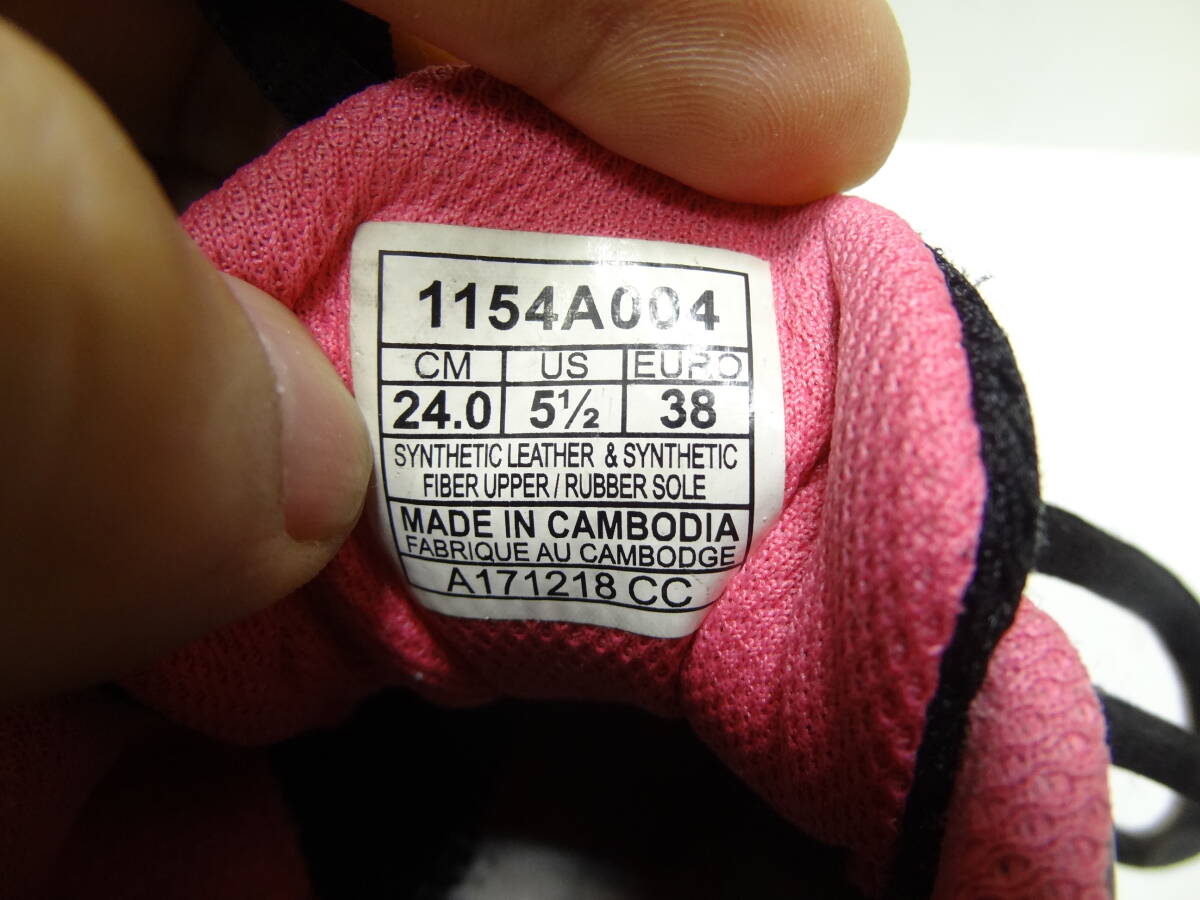 1154A004
CM US EURO
24.0 5½ 38
SYNTHETIC LEATHER & SYNTHETIC
FIBER UPPER / RUBBER SOLE
MADE IN CAMBODIA
FABRIQUE AU CAMBODGE
A171218 CC